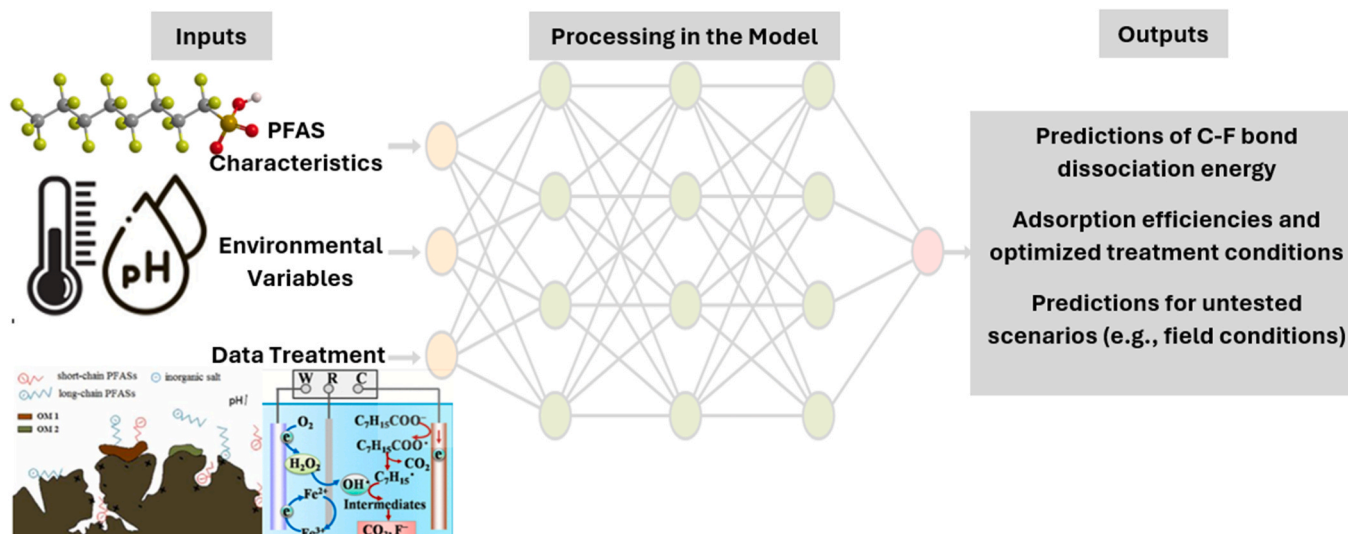 Inputs
Processing in the Model
Outputs
PFAS
Characteristics
pH
Environmental
Variables
Data Treatment
Predictions of C-F bond
dissociation energy
Adsorption efficiencies and
optimized treatment conditions
Predictions for untested
scenarios (e.g., field conditions)
short-chain PFASs
inorganic salt
long-chain PFASs
pH↑
OM 1
OM 2
W R C
O₂
e
H₂O₂
Fe²⁺
e
Fe³⁺
C₇H₁₅COO⁻
C₇H₁₅COO•
CO₂
e
C₇H₁₅•
OH•
Intermediates
CO₂, F⁻